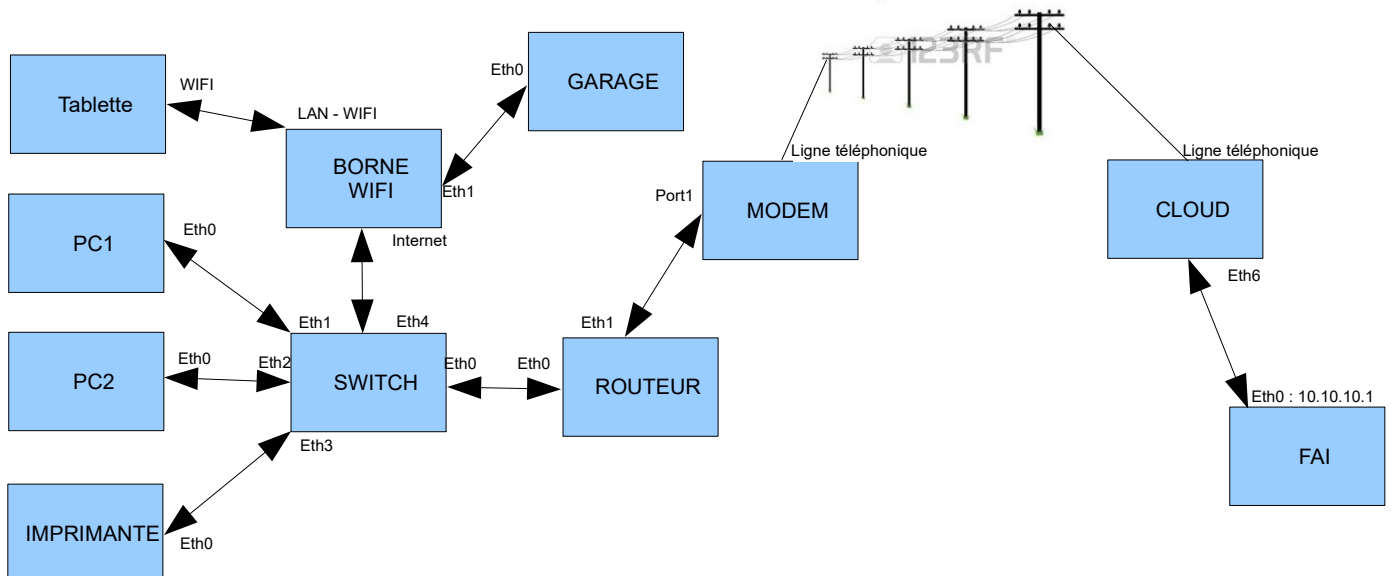 123RF
Eth0
GARAGE
WIFI
Tablette
LAN - WIFI
BORNE
WIFI
Eth1
Internet
Ligne téléphonique
MODEM
Port1
Ligne téléphonique
CLOUD
Eth6
PC1
Eth0
Eth1
Eth4
PC2
Eth0
Eth2
SWITCH
Eth0
Eth0
Eth1
ROUTEUR
Eth3
Eth0 : 10.10.10.1
FAI
IMPRIMANTE
Eth0